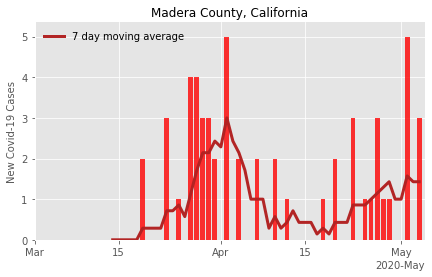 Madera County, California
7 day moving average
New Covid-19 Cases
5
4
3
2
1
0
Mar 15 Apr 15 May
2020-May